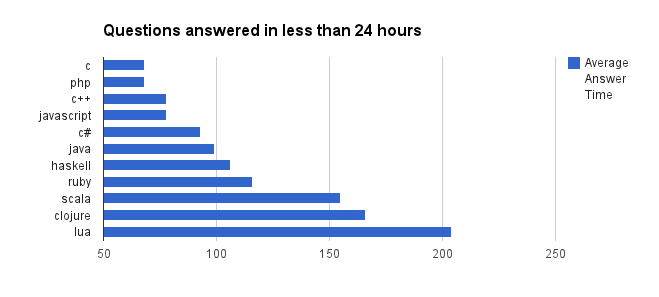 Questions answered in less than 24 hours
c
php
c++
javascript
c#
java
haskell
ruby
scala
clojure
lua
50 100 150 200 250
Average
Answer
Time